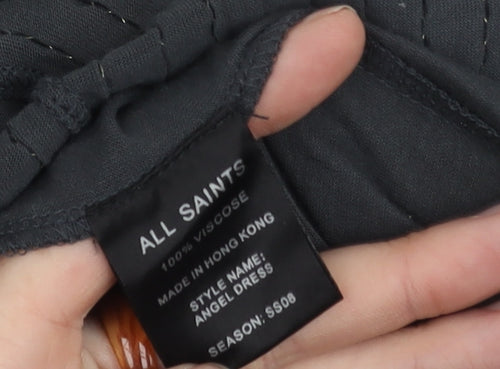 ALL SAINTS
100% VISCOSE
MADE IN HONG KONG
STYLE NAME:
ANGEL DRESS
SEASON: SS08